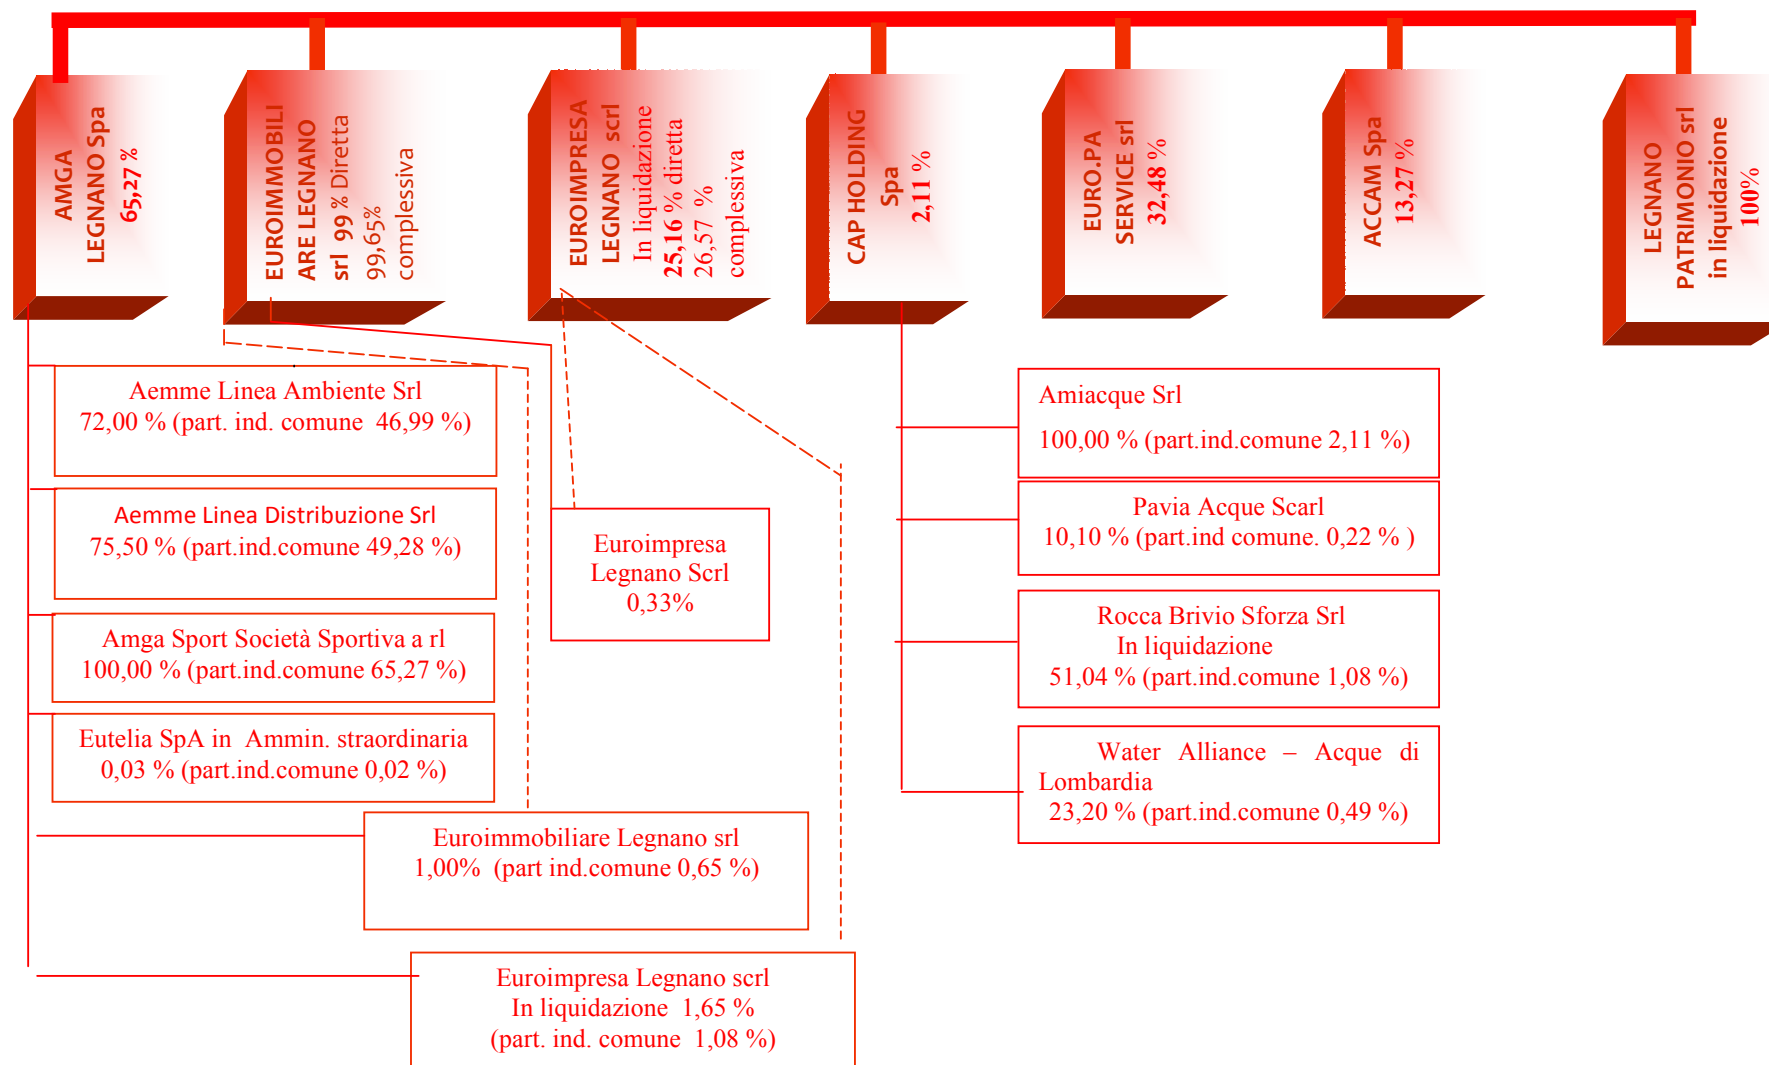 AMGA
LEGNANO Spa
65,27 %
EUROIMMOBILI
ARE LEGNANO
srl 99 % Diretta
99,65%
complessiva
EUROIMPRESA
LEGNANO scrl
In liquidazione
25,16 % diretta
26,57 %
complessiva
CAP HOLDING
Spa
2,11 %
EURO.PA
SERVICE srl
32,48 %
ACCAM Spa
13,27 %
LEGNANO
PATRIMONIO srl
in liquidazione
100%
Aemme Linea Ambiente Srl
72,00 % (part. ind. comune 46,99 %)
Aemme Linea Distribuzione Srl
75,50 % (part.ind.comune 49,28 %)
Amga Sport Società Sportiva a rl
100,00 % (part.ind.comune 65,27 %)
Eutelia SpA in Ammin. straordinaria
0,03 % (part.ind.comune 0,02 %)
Euroimmobiliare Legnano srl
1,00% (part ind.comune 0,65 %)
Euroimpresa Legnano scrl
In liquidazione 1,65 %
(part. ind. comune 1,08 %)
Euroimpresa
Legnano Scrl
0,33%
Amiacque Srl
100,00 % (part.ind.comune 2,11 %)
Pavia Acque Scarl
10,10 % (part.ind comune. 0,22 % )
Rocca Brivio Sforza Srl
In liquidazione
51,04 % (part.ind.comune 1,08 %)
Water Alliance – Acque di
Lombardia
23,20 % (part.ind.comune 0,49 %)